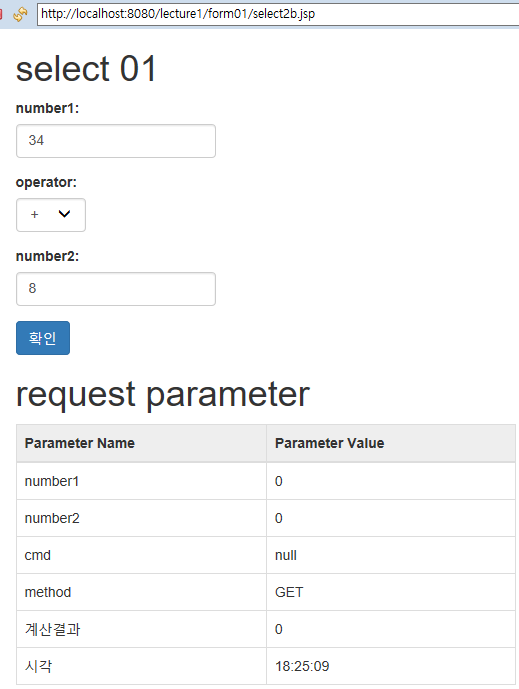 http://localhost:8080/lecture1/form01/select2b.jsp
select 01
number1:
34
operator:
+
number2:
8
확인
request parameter
Parameter Name Parameter Value
number1 0
number2 0
cmd null
method GET
계산결과 0
시각 18:25:09